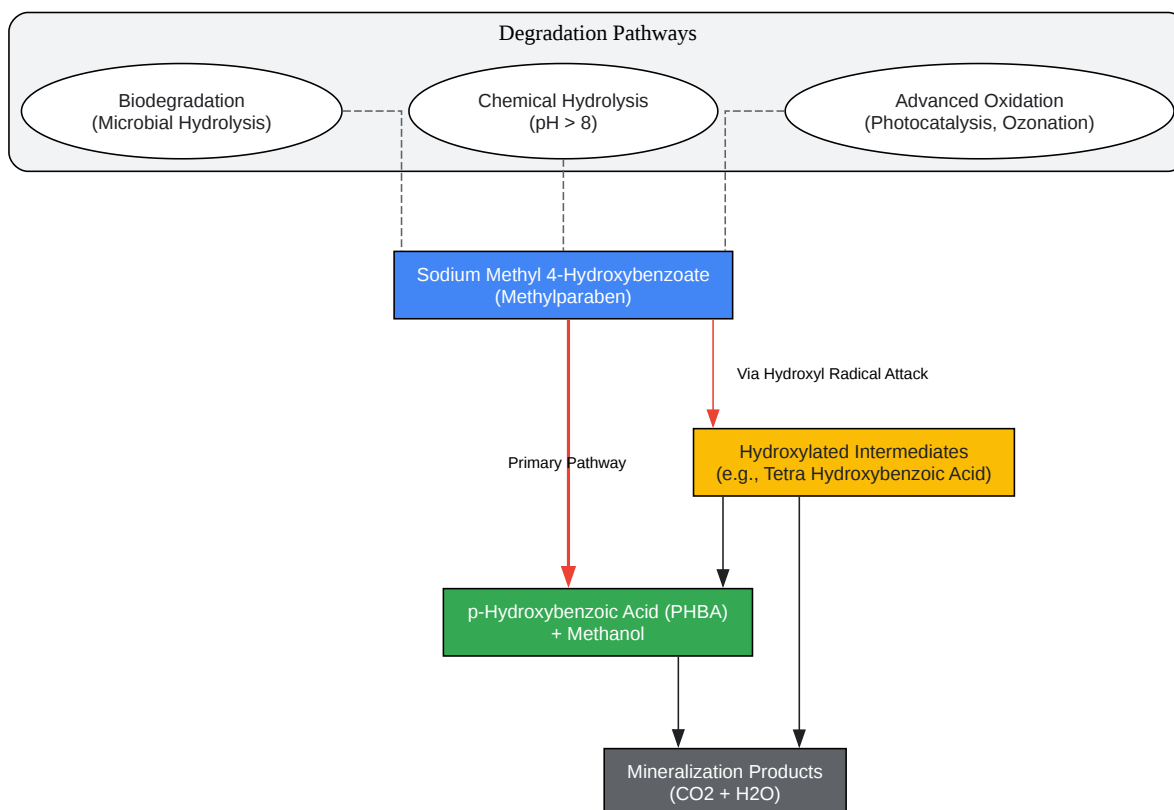 Degradation Pathways
Biodegradation
(Microbial Hydrolysis)
Chemical Hydrolysis
(pH > 8)
Advanced Oxidation
(Photocatalysis, Ozonation)
Sodium Methyl 4-Hydroxybenzoate
(Methylparaben)
Via Hydroxyl Radical Attack
Hydroxylated Intermediates
(e.g., Tetra Hydroxybenzoic Acid)
Primary Pathway
p-Hydroxybenzoic Acid (PHBA)
+ Methanol
Mineralization Products
(CO2 + H2O)